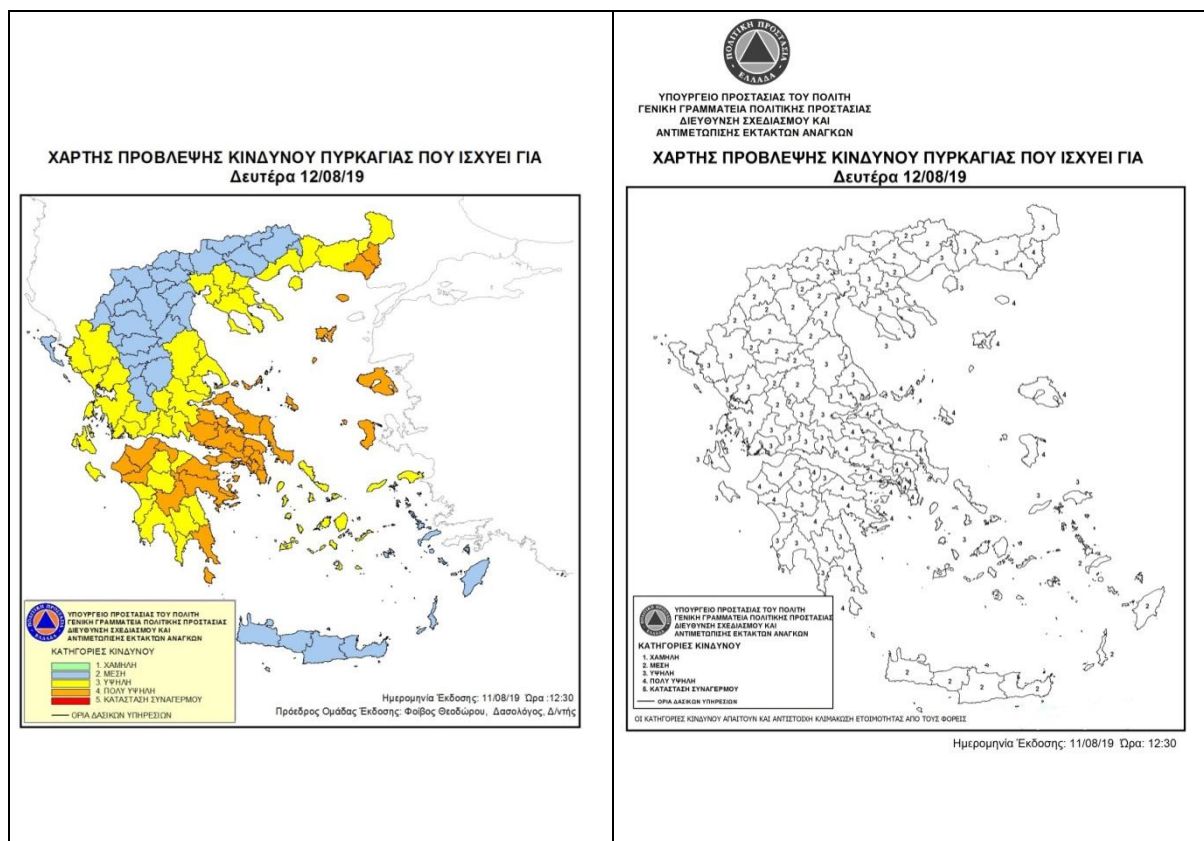 ΧΑΡΤΗΣ ΠΡΟΒΛΕΨΗΣ ΚΙΝΔΥΝΟΥ ΠΥΡΚΑΓΙΑΣ ΠΟΥ ΙΣΧΥΕΙ ΓΙΑ
Δευτέρα 12/08/19
ΠΟΛΙΤΙΚΗ ΠΡΟΣΤΑΣΙΑ
ΕΛΛΑΔΑ
ΥΠΟΥΡΓΕΙΟ ΠΡΟΣΤΑΣΙΑΣ ΤΟΥ ΠΟΛΙΤΗ
ΓΕΝΙΚΗ ΓΡΑΜΜΑΤΕΙΑ ΠΟΛΙΤΙΚΗΣ ΠΡΟΣΤΑΣΙΑΣ
ΔΙΕΥΘΥΝΣΗ ΣΧΕΔΙΑΣΜΟΥ ΚΑΙ
ΑΝΤΙΜΕΤΩΠΙΣΗΣ ΕΚΤΑΚΤΩΝ ΑΝΑΓΚΩΝ
ΚΑΤΗΓΟΡΙΕΣ ΚΙΝΔΥΝΟΥ
1. ΧΑΜΗΛΗ
2. ΜΕΣΗ
3. ΥΨΗΛΗ
4. ΠΟΛΥ ΥΨΗΛΗ
5. ΚΑΤΑΣΤΑΣΗ ΣΥΝΑΓΕΡΜΟΥ
ΟΡΙΑ ΔΑΣΙΚΩΝ ΥΠΗΡΕΣΙΩΝ
Ημερομηνία Έκδοσης: 11/08/19 Ώρα :12:30
Πρόεδρος Ομάδας Έκδοσης: Φοίβος Θεοδώρου, Δασολόγος, Δ/ντής
ΠΟΛΙΤΙΚΗ ΠΡΟΣΤΑΣΙΑ
ΕΛΛΑΔΑ
ΥΠΟΥΡΓΕΙΟ ΠΡΟΣΤΑΣΙΑΣ ΤΟΥ ΠΟΛΙΤΗ
ΓΕΝΙΚΗ ΓΡΑΜΜΑΤΕΙΑ ΠΟΛΙΤΙΚΗΣ ΠΡΟΣΤΑΣΙΑΣ
ΔΙΕΥΘΥΝΣΗ ΣΧΕΔΙΑΣΜΟΥ ΚΑΙ
ΑΝΤΙΜΕΤΩΠΙΣΗΣ ΕΚΤΑΚΤΩΝ ΑΝΑΓΚΩΝ
ΧΑΡΤΗΣ ΠΡΟΒΛΕΨΗΣ ΚΙΝΔΥΝΟΥ ΠΥΡΚΑΓΙΑΣ ΠΟΥ ΙΣΧΥΕΙ ΓΙΑ
Δευτέρα 12/08/19
ΥΠΟΥΡΓΕΙΟ ΠΡΟΣΤΑΣΙΑΣ ΤΟΥ ΠΟΛΙΤΗ
ΓΕΝΙΚΗ ΓΡΑΜΜΑΤΕΙΑ ΠΟΛΙΤΙΚΗΣ ΠΡΟΣΤΑΣΙΑΣ
ΔΙΕΥΘΥΝΣΗ ΣΧΕΔΙΑΣΜΟΥ ΚΑΙ
ΑΝΤΙΜΕΤΩΠΙΣΗΣ ΕΚΤΑΚΤΩΝ ΑΝΑΓΚΩΝ
ΚΑΤΗΓΟΡΙΕΣ ΚΙΝΔΥΝΟΥ
1. ΧΑΜΗΛΗ
2. ΜΕΣΗ
3. ΥΨΗΛΗ
4. ΠΟΛΥ ΥΨΗΛΗ
5. ΚΑΤΑΣΤΑΣΗ ΣΥΝΑΓΕΡΜΟΥ
ΟΡΙΑ ΔΑΣΙΚΩΝ ΥΠΗΡΕΣΙΩΝ
ΟΙ ΚΑΤΗΓΟΡΙΕΣ ΚΙΝΔΥΝΟΥ ΑΠΑΙΤΟΥΝ ΚΑΙ ΑΝΤΙΣΤΟΙΧΗ ΚΛΙΜΑΚΩΣΗ ΕΤΟΙΜΟΤΗΤΑΣ ΑΠΟ ΤΟΥΣ ΦΟΡΕΙΣ
Ημερομηνία Έκδοσης: 11/08/19 Ώρα: 12:30